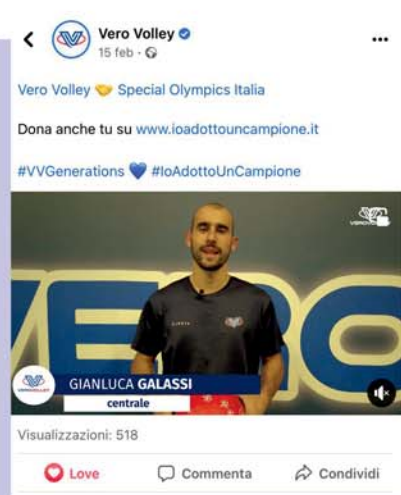 Vero Volley
15 feb
Vero Volley 🤝 Special Olympics Italia
Dona anche tu su www.ioadottouncampione.it
#VVGenerations 💙 #IoAdottoUnCampione
VERO
GIANLUCA GALASSI
centrale
Visualizzazioni: 518
Love Commenta Condividi